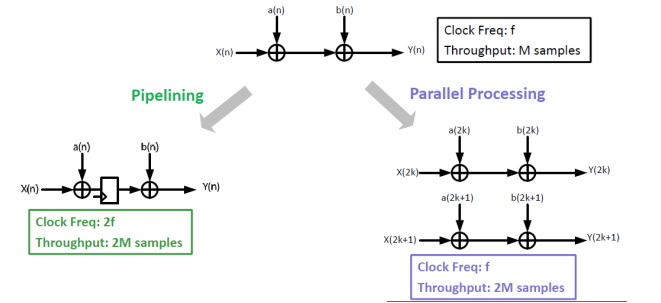 a(n) b(n)
X(n) Y(n)
Clock Freq: f
Throughput: M samples
Pipelining
Parallel Processing
a(n) b(n)
X(n) Y(n)
Clock Freq: 2f
Throughput: 2M samples
a(2k) b(2k)
X(2k) Y(2k)
a(2k+1) b(2k+1)
X(2k+1) Y(2k+1)
Clock Freq: f
Throughput: 2M samples